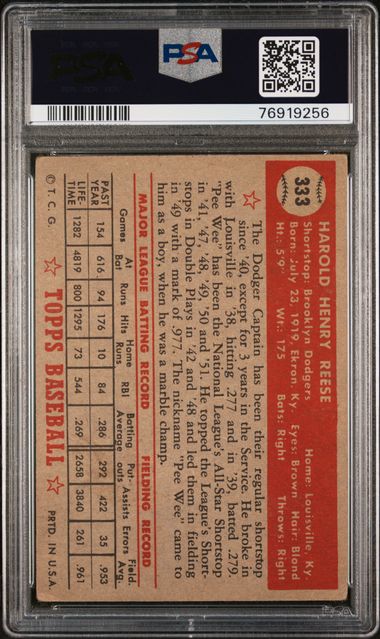 PSA
PSA
76919256
333
HAROLD HENRY REESE
Shortstop: Brooklyn Dodgers Home: Louisville, Ky.
Born: July 23, 1919, Ekron, Ky. Eyes: Brown Hair: Blond
Ht.: 5'9" Wt.: 175 Bats: Right Throws: Right
The Dodger Captain has been their regular shortstop
since '40, except for 3 years in the Service. He broke in
with Louisville in '38, hitting .277 and in '39, batted .279.
"Pee Wee" has been the National League's All-Star Shortstop
in '41, '47, '48, '49, '50 and '51. He topped the League's Short-
stops in Double Plays in '42 and '48 and led them in fielding
in '49 with a mark of .977. The nickname "Pee Wee" came to
him as a boy, when he was a marble champ.
MAJOR LEAGUE BATTING RECORD FIELDING RECORD
Games At Bat Runs Hits Home Runs RBI Batting Average Put-outs Assists Errors Field. Avg.
PAST YEAR 154 616 94 176 10 84 .286 292 422 35 .953
LIFE-TIME 1282 4819 800 1295 73 544 .269 2658 3840 261 .961
© T. C. G. TOPPS BASEBALL PRTD. IN U.S.A.